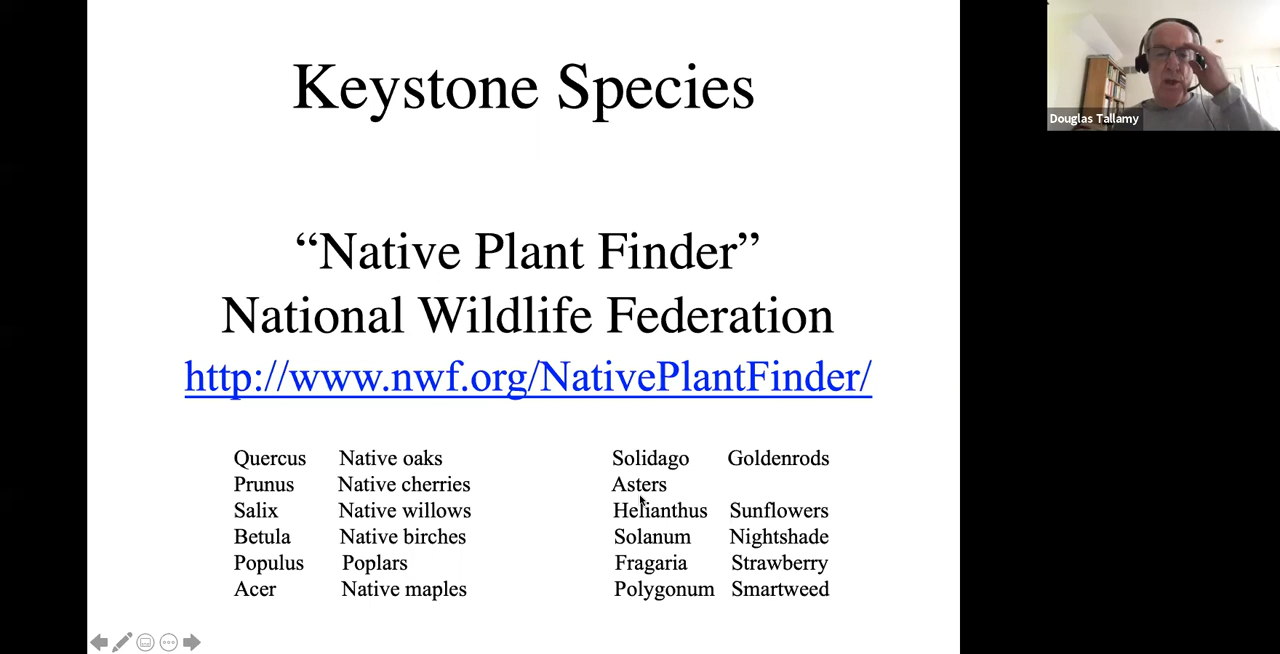 Keystone Species
“Native Plant Finder”
National Wildlife Federation
http://www.nwf.org/NativePlantFinder/
Quercus Native oaks
Prunus Native cherries
Salix Native willows
Betula Native birches
Populus Poplars
Acer Native maples
Solidago Goldenrods
Asters
Helianthus Sunflowers
Solanum Nightshade
Fragaria Strawberry
Polygonum Smartweed
Douglas Tallamy